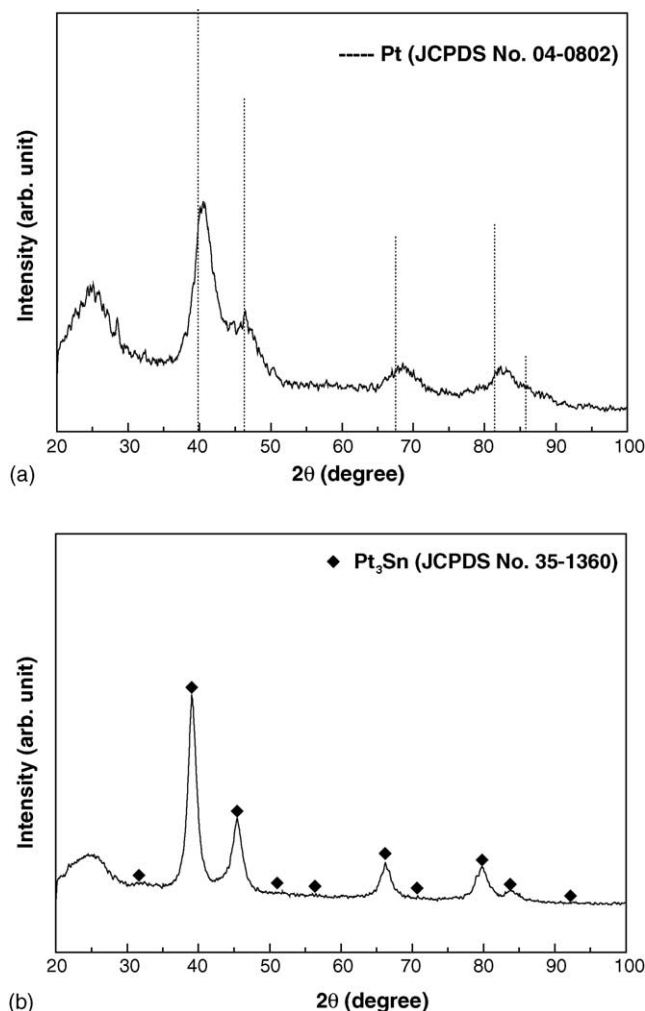 ----- Pt (JCPDS No. 04-0802)
Intensity (arb. unit)
20 30 40 50 60 70 80 90 100
2θ (degree)
(a)
◆ Pt₃Sn (JCPDS No. 35-1360)
Intensity (arb. unit)
20 30 40 50 60 70 80 90 100
2θ (degree)
(b)